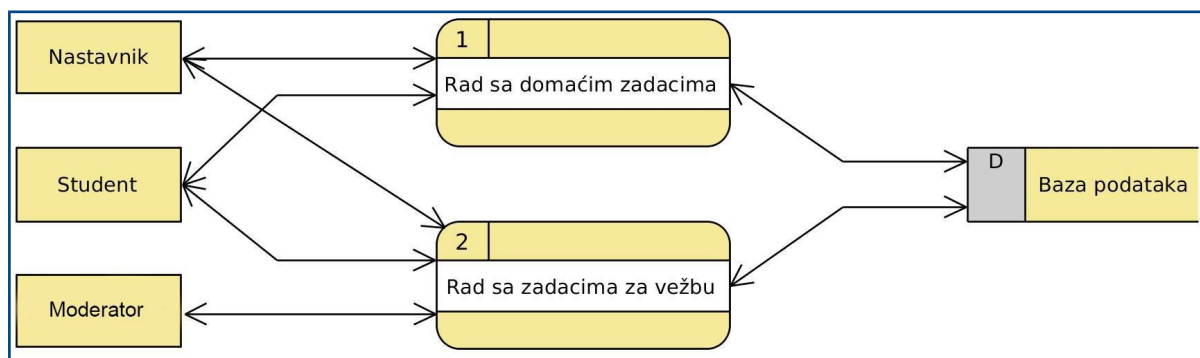 Nastavnik
1
Rad sa domaćim zadacima
Student
D
Baza podataka
2
Rad sa zadacima za vežbu
Moderator